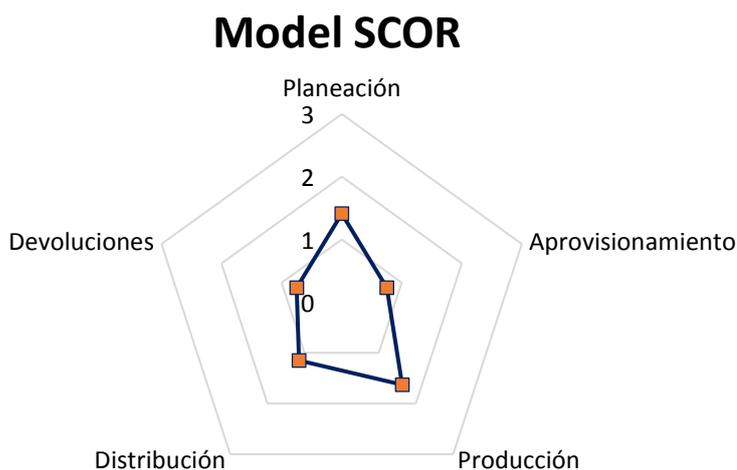 Model SCOR
Planeación
3
2
1
0
Devoluciones
Aprovisionamiento
Distribución
Producción